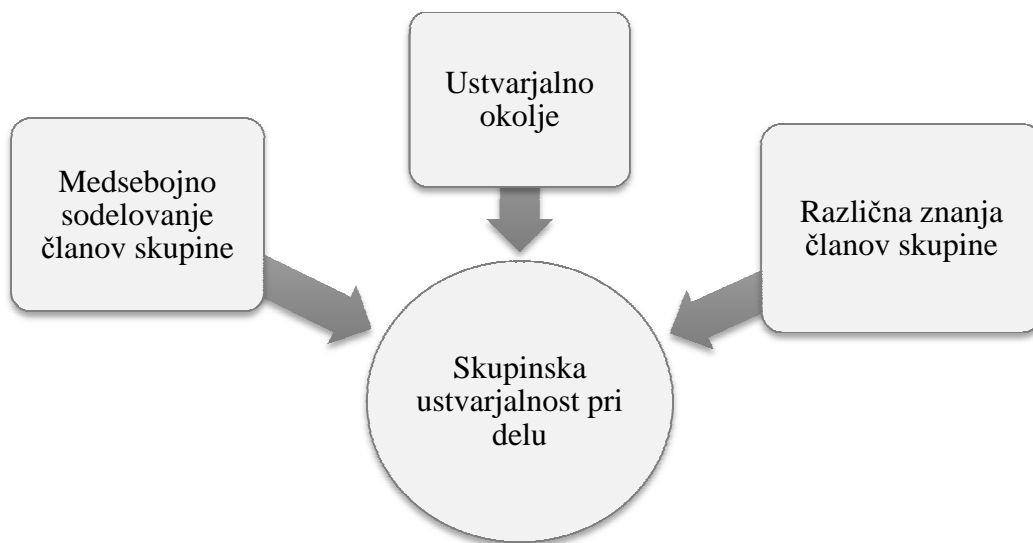 Ustvarjalno
okolje
Medsebojno
sodelovanje
članov skupine
Različna znanja
članov skupine
Skupinska
ustvarjalnost pri
delu